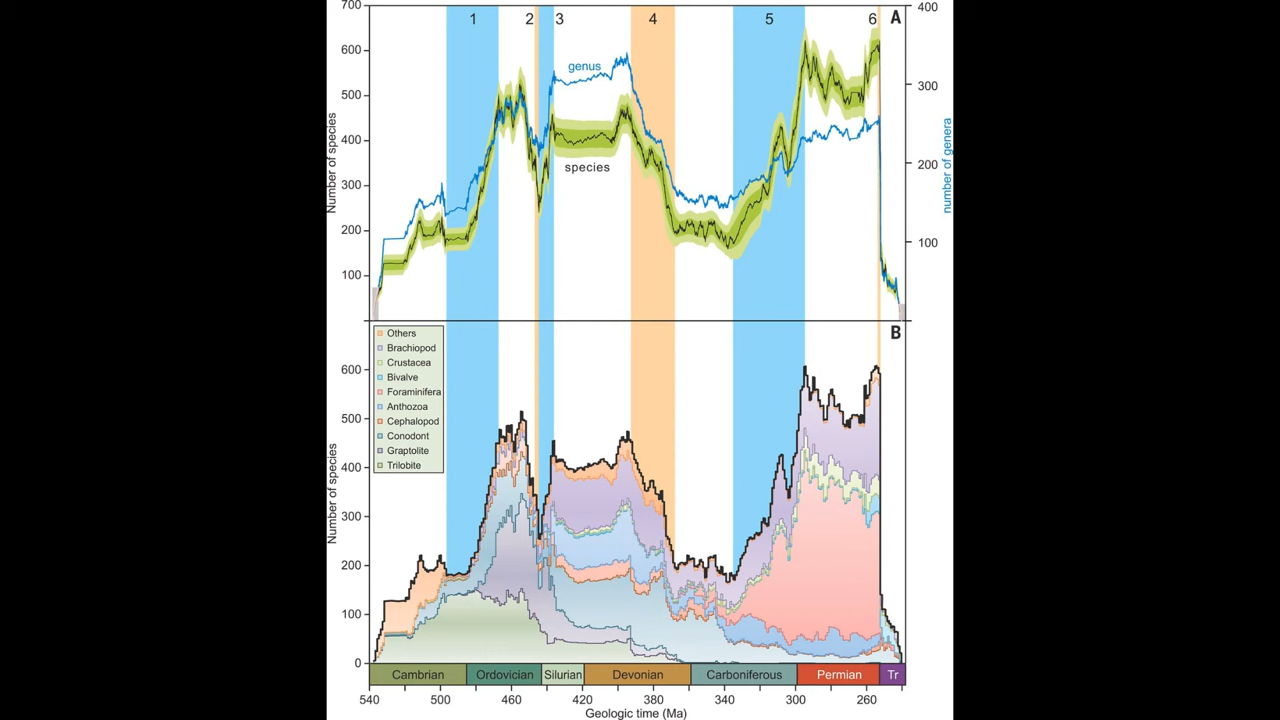 700
600
500
400
300
200
100
Number of species
1
2
3
4
5
6
A
400
300
200
100
number of genera
genus
species
B
Others
Brachiopod
Crustacea
Bivalve
Foraminifera
Anthozoa
Cephalopod
Conodont
Graptolite
Trilobite
600
500
400
300
200
100
0
Number of species
Cambrian Ordovician Silurian Devonian Carboniferous Permian Tr
540 500 460 420 380 340 300 260
Geologic time (Ma)